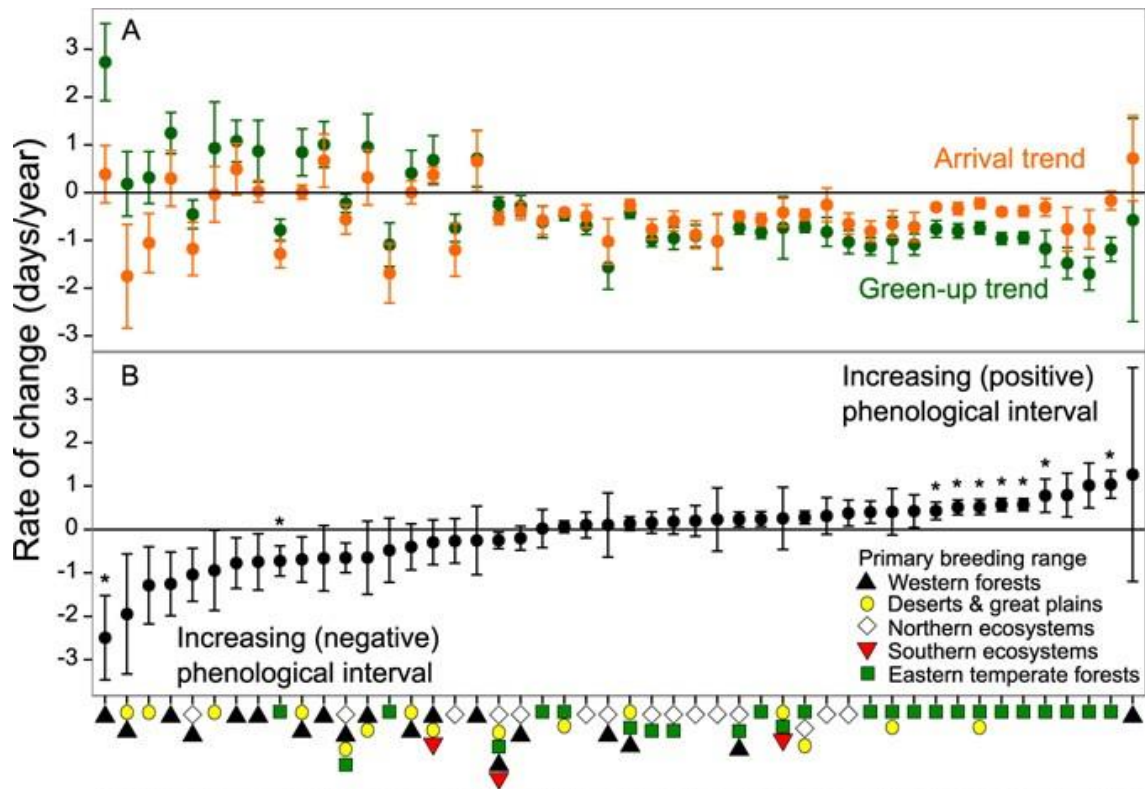 A
3
2
1
0
-1
-2
-3
Arrival trend
Green-up trend
Rate of change (days/year)
B
3
2
1
0
-1
-2
-3
Increasing (positive)
phenological interval
* * * * * * * * *
Increasing (negative)
phenological interval
Primary breeding range
Western forests
Deserts & great plains
Northern ecosystems
Southern ecosystems
Eastern temperate forests